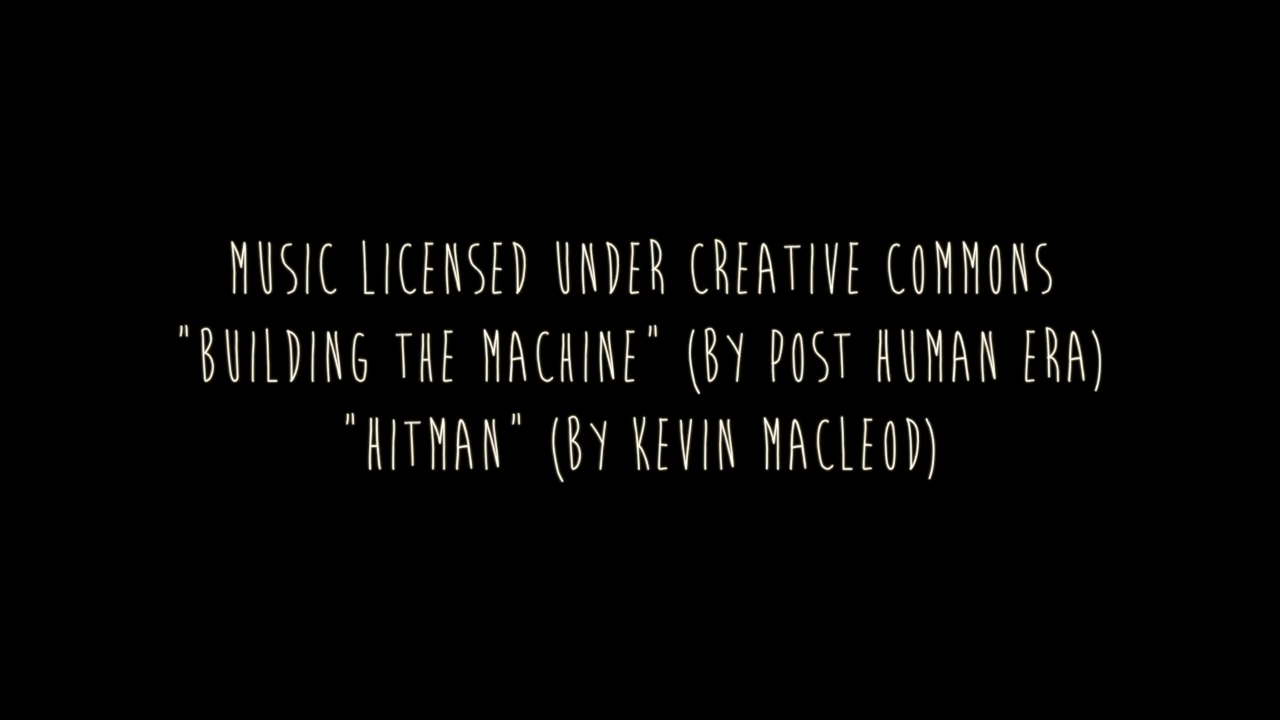 MUSIC LICENSED UNDER CREATIVE COMMONS
"BUILDING THE MACHINE" (BY POST HUMAN ERA)
"HITMAN" (BY KEVIN MACLEOD)